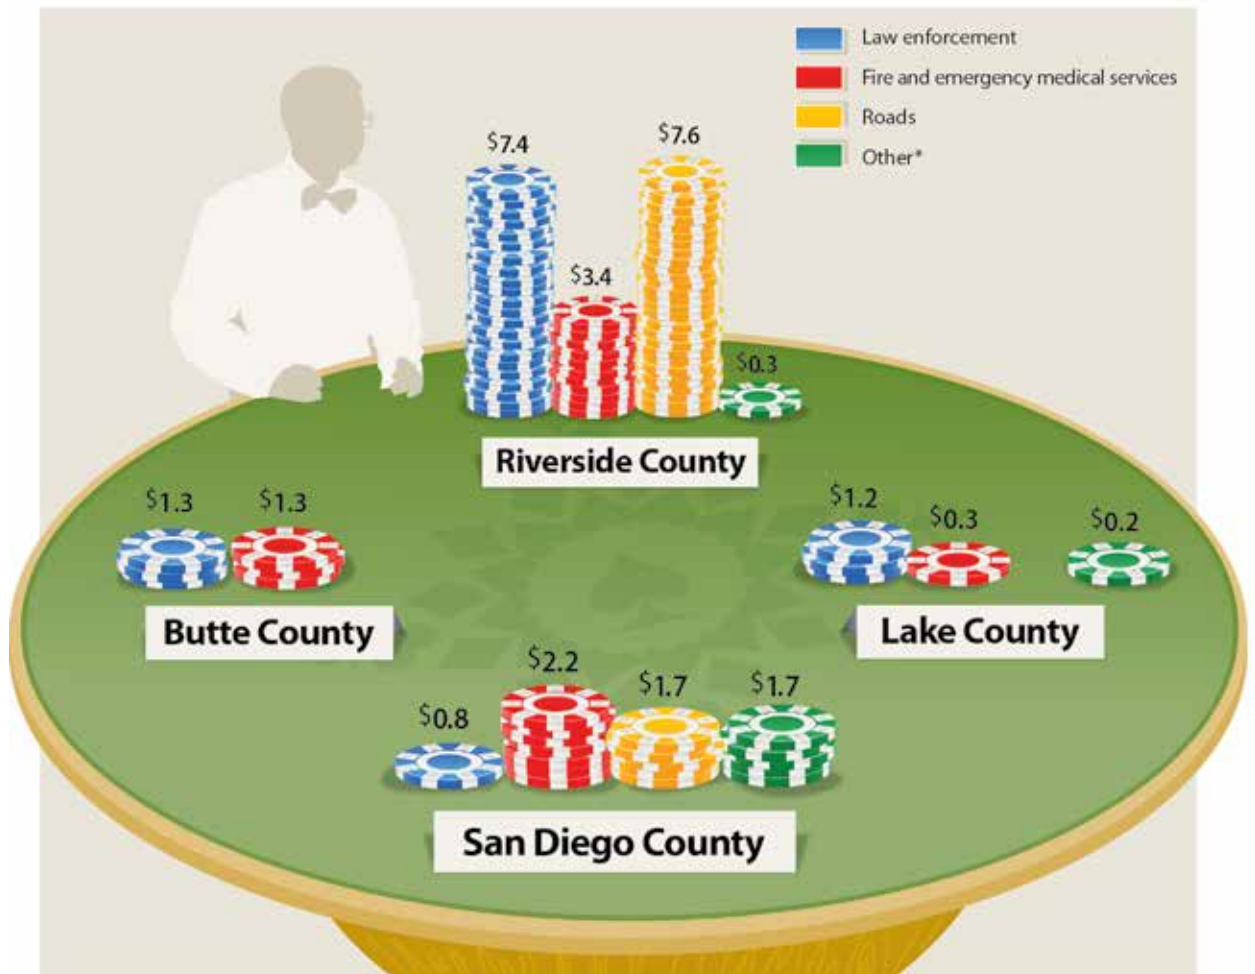 Law enforcement
Fire and emergency medical services
Roads
Other*
$7.4
$3.4
$7.6
$0.3
Riverside County
$1.3
$1.3
Butte County
$1.2
$0.3
$0.2
Lake County
$0.8
$2.2
$1.7
$1.7
San Diego County